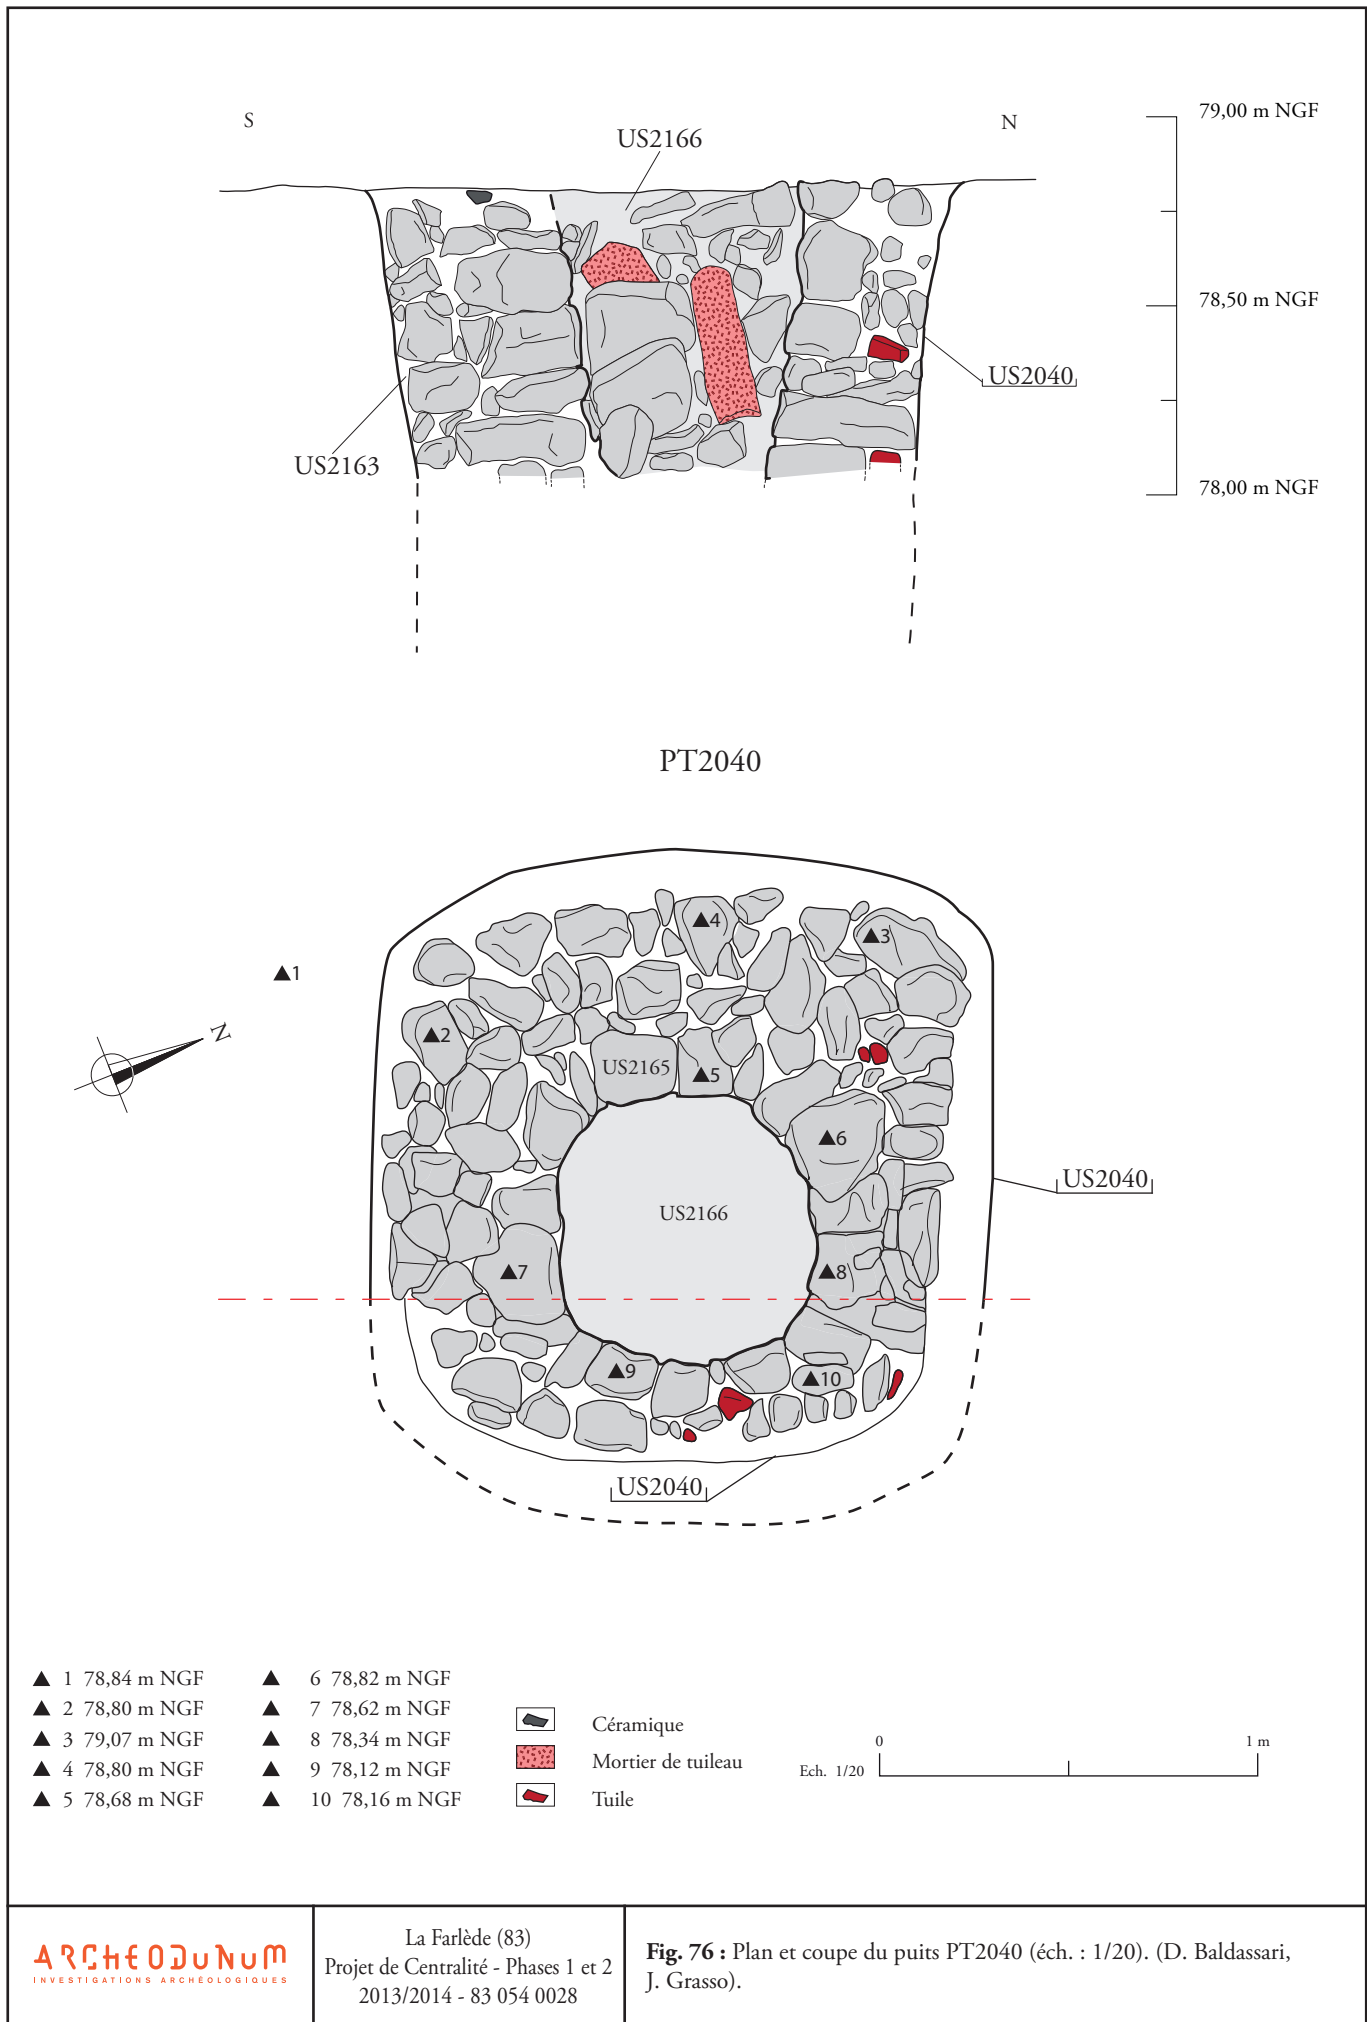 S
N
79,00 m NGF
US2166
78,50 m NGF
US2040
US2163
78,00 m NGF
PT2040
4
3
1
N
2
US2165
5
6
US2040
US2166
7
8
9
10
US2040
1 78,84 m NGF
2 78,80 m NGF
3 79,07 m NGF
4 78,80 m NGF
5 78,68 m NGF
6 78,82 m NGF
7 78,62 m NGF
8 78,34 m NGF
9 78,12 m NGF
10 78,16 m NGF
Céramique
Mortier de tuileau
Tuile
0
1 m
Ech. 1/20
ARCHEODUNUM
INVESTIGATIONS ARCHÉOLOGIQUES
La Farlède (83)
Projet de Centralité - Phases 1 et 2
2013/2014 - 83 054 0028
Fig. 76 : Plan et coupe du puits PT2040 (éch. : 1/20). (D. Baldassari,
J. Grasso).